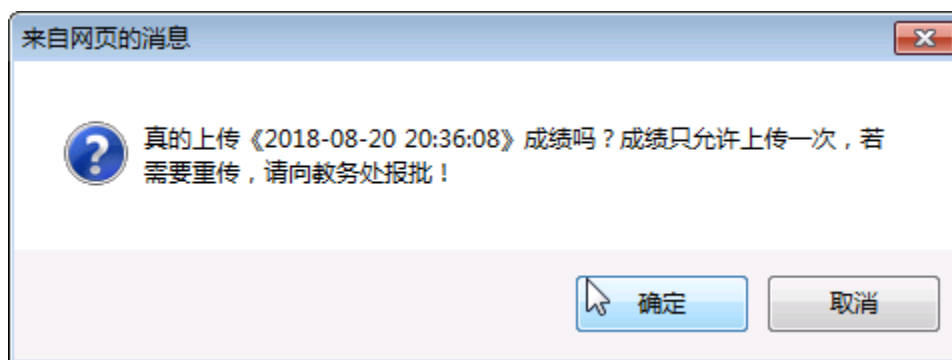 来自网页的消息
真的上传《2018-08-20 20:36:08》成绩吗？成绩只允许上传一次，若
需要重传，请向教务处报批！
确定
取消